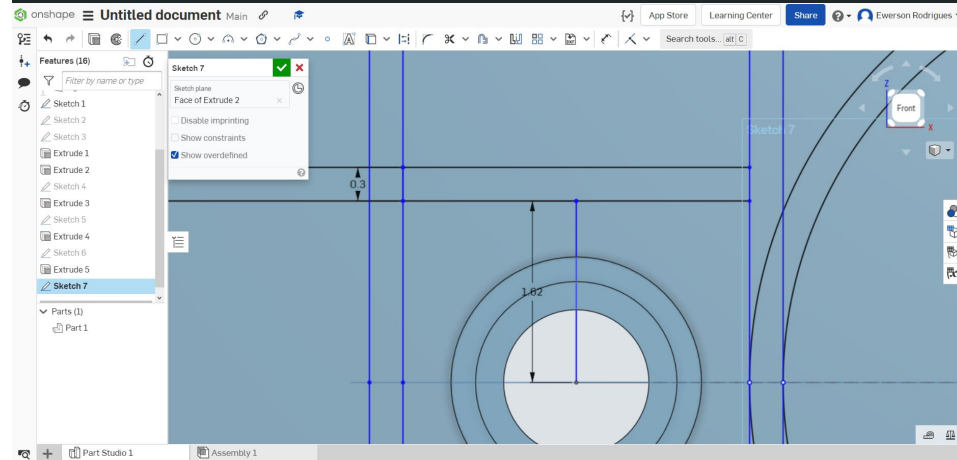 onshape Untitled document Main App Store Learning Center Share Ewerson Rodrigues
Search tools... alt C
Features (16)
Filter by name or type
Sketch 1
Sketch 2
Sketch 3
Extrude 1
Extrude 2
Sketch 4
Extrude 3
Sketch 5
Extrude 4
Sketch 6
Extrude 5
Sketch 7
Parts (1)
Part 1
Sketch 7
Sketch plane
Face of Extrude 2
Disable imprinting
Show constraints
Show overdefined
0.3
1.62
Sketch 7
Z
Front
X
Part Studio 1 Assembly 1